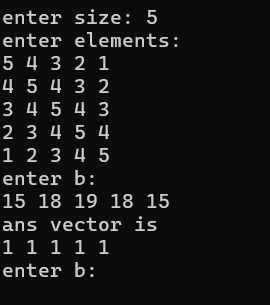 enter size: 5
enter elements:
5 4 3 2 1
4 5 4 3 2
3 4 5 4 3
2 3 4 5 4
1 2 3 4 5
enter b:
15 18 19 18 15
ans vector is
1 1 1 1 1
enter b: